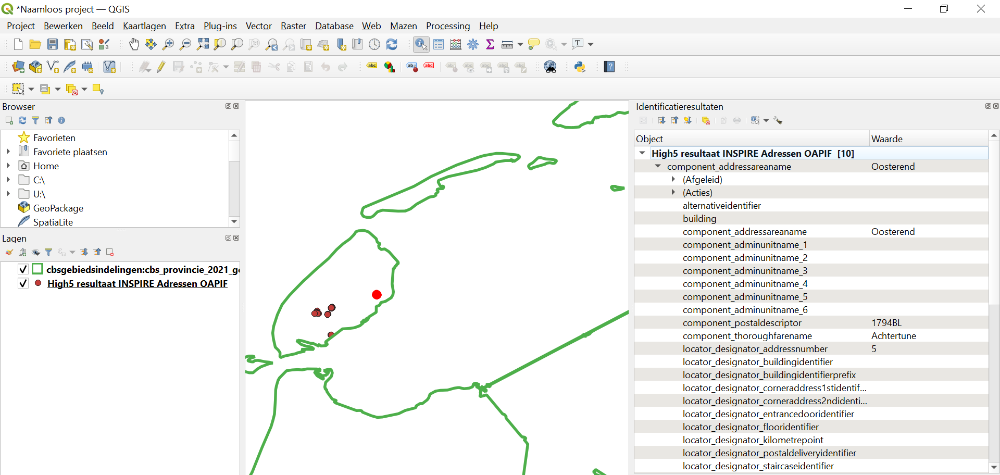 *Naamloos project — QGIS
Project Bewerken Beeld Kaartlagen Extra Plug-ins Vector Raster Database Web Mazen Processing Help
Browser
Favorieten
Favoriete plaatsen
Home
C:\
U:\
GeoPackage
SpatiaLite
Lagen
cbsgebiedsindelingen:cbs_provincie_2021_g
High5 resultaat INSPIRE Adressen OAPIF
Identificatieresultaten
Object Waarde
High5 resultaat INSPIRE Adressen OAPIF [10]
component_addressareaname Oosterend
(Afgeleid)
(Acties)
alternativeidentifier
building
component_addressareaname Oosterend
component_adminunitname_1
component_adminunitname_2
component_adminunitname_3
component_adminunitname_4
component_adminunitname_5
component_adminunitname_6
component_postaldescriptor 1794BL
component_thoroughfarename Achtertune
locator_designator_addressnumber 5
locator_designator_buildingidentifier
locator_designator_buildingidentifierprefix
locator_designator_corneraddress1stidentif...
locator_designator_corneraddress2ndidenti...
locator_designator_entrancedooridentifier
locator_designator_flooridentifier
locator_designator_kilometrepoint
locator_designator_postaldeliveryidentifier
locator_designator_staircaseidentifier